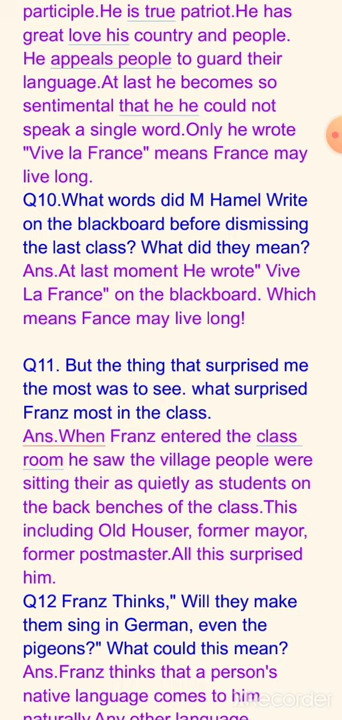 participle.He is true patriot.He has
great love his country and people.
He appeals people to guard their
language.At last he becomes so
sentimental that he he could not
speak a single word.Only he wrote
"Vive la France" means France may
live long.
Q10.What words did M Hamel Write
on the blackboard before dismissing
the last class? What did they mean?
Ans.At last moment He wrote" Vive
La France" on the blackboard. Which
means Fance may live long!
Q11. But the thing that surprised me
the most was to see. what surprised
Franz most in the class.
Ans.When Franz entered the class
room he saw the village people were
sitting their as quietly as students on
the back benches of the class.This
including Old Houser, former mayor,
former postmaster.All this surprised
him.
Q12 Franz Thinks," Will they make
them sing in German, even the
pigeons?" What could this mean?
Ans.Franz thinks that a person's
native language comes to him
naturally.Any other language